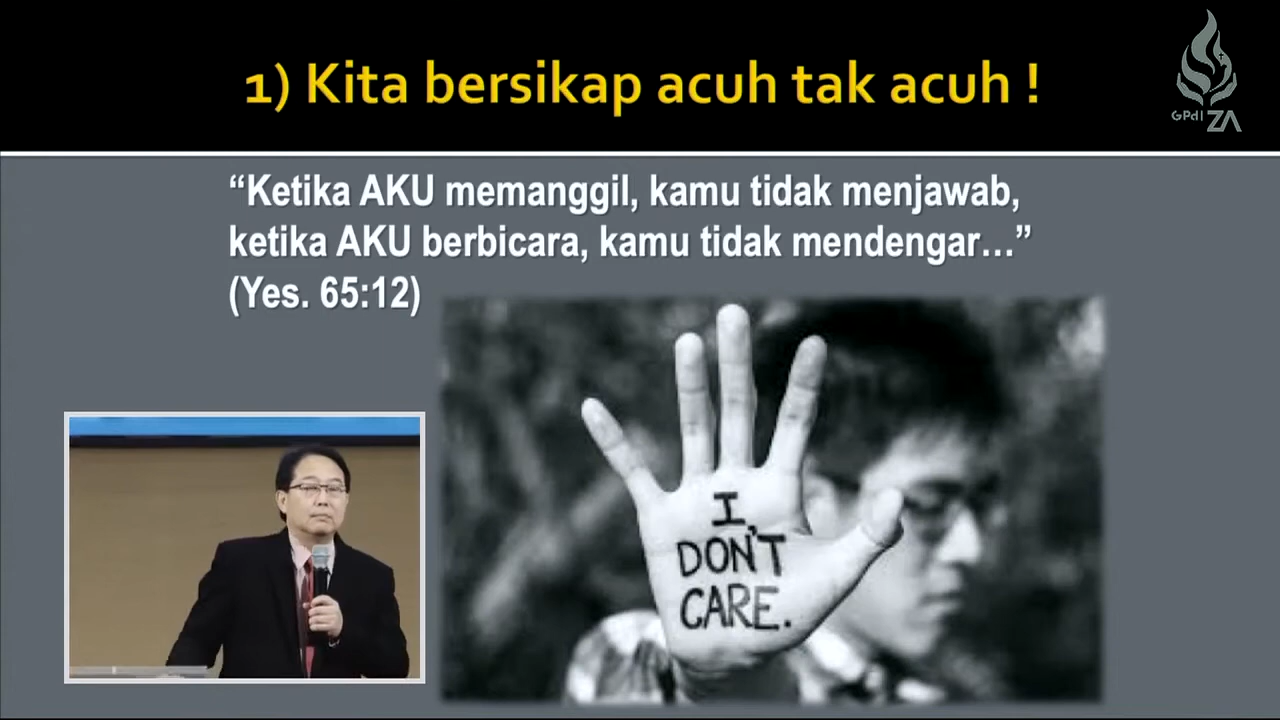 1) Kita bersikap acuh tak acuh !
GPdI ZA
“Ketika AKU memanggil, kamu tidak menjawab,
ketika AKU berbicara, kamu tidak mendengar…”
(Yes. 65:12)
I
DON'T
CARE.